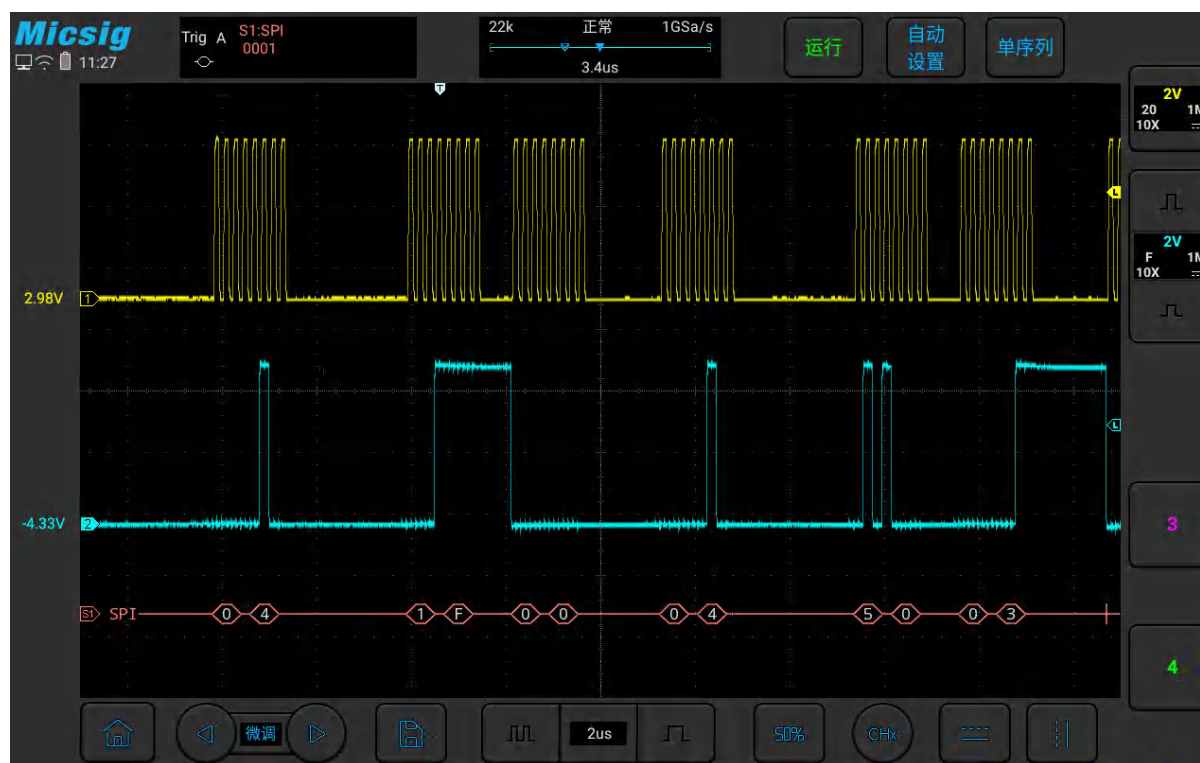 Micsig
11:27
Trig A S1:SPI
0001
22k 正常 1GSa/s
3.4us
运行
自动
设置
单序列
T
2V
20 1M
10X
L
2V
F 1M
10X
2.98V 1
L
-4.33V 2
3
S1 SPI 0 4 1 F 0 0 0 4 5 0 0 3
4
微调
2us
50%
CHx